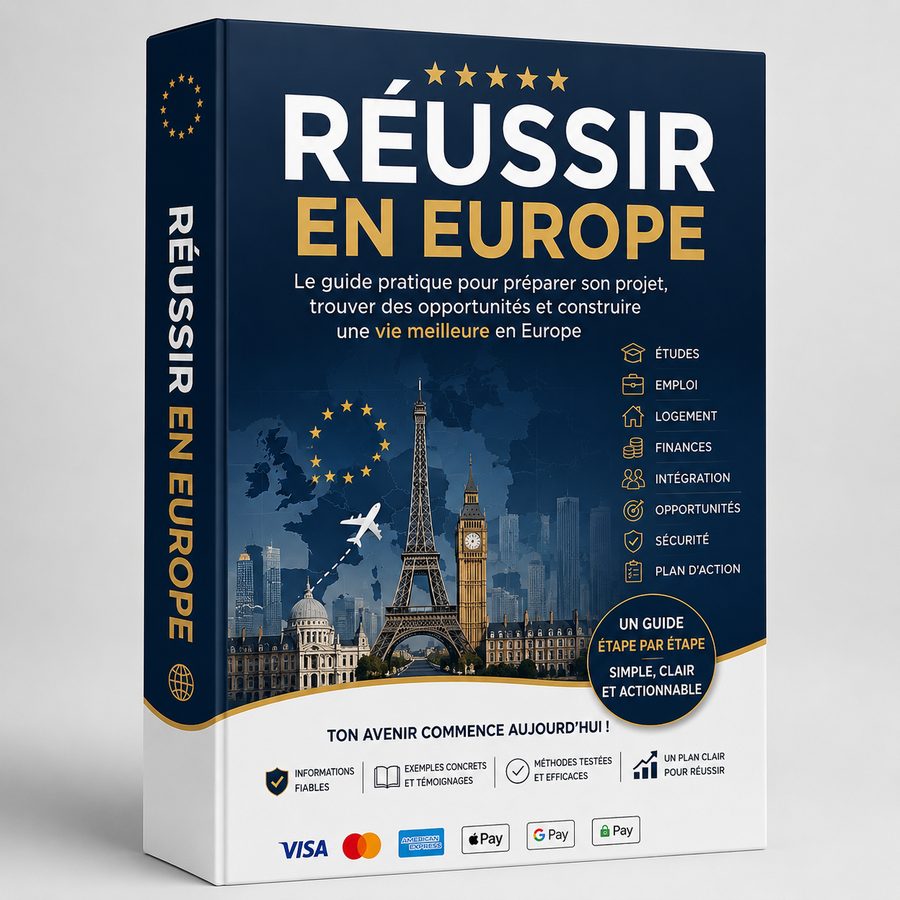 RÉUSSIR EN EUROPE
RÉUSSIR
EN EUROPE
Le guide pratique pour préparer son projet,
trouver des opportunités et construire
une vie meilleure en Europe
ÉTUDES
EMPLOI
LOGEMENT
FINANCES
INTÉGRATION
OPPORTUNITÉS
SÉCURITÉ
PLAN D'ACTION
UN GUIDE
ÉTAPE PAR ÉTAPE
SIMPLE, CLAIR
ET ACTIONNABLE
TON AVENIR COMMENCE AUJOURD'HUI !
INFORMATIONS
FIABLES
EXEMPLES CONCRETS
ET TÉMOIGNAGES
MÉTHODES TESTÉES
ET EFFICACES
UN PLAN CLAIR
POUR RÉUSSIR
VISA
AMERICAN
EXPRESS
Pay
G Pay
Pay